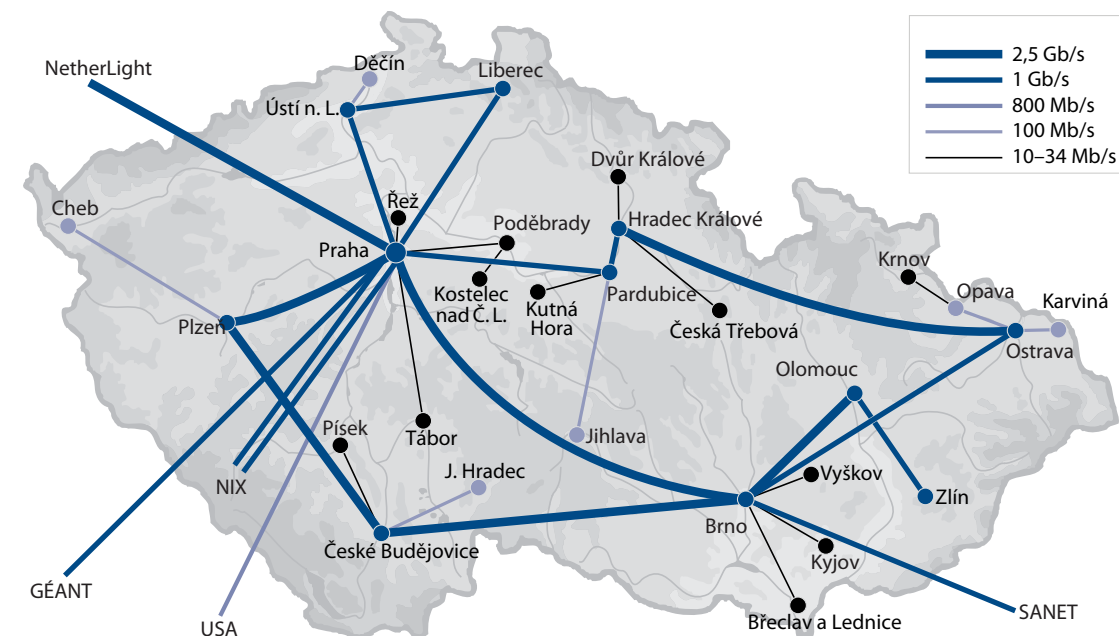 NetherLight
Děčín
Liberec
Ústí n. L.
2,5 Gb/s
1 Gb/s
800 Mb/s
100 Mb/s
10–34 Mb/s
Dvůr Králové
Cheb
Řež
Poděbrady
Hradec Králové
Praha
Krnov
Opava
Karviná
Kostelec
nad Č. L.
Kutná
Hora
Pardubice
Česká Třebová
Plzeň
Ostrava
Olomouc
Písek
Tábor
Jihlava
J. Hradec
Vyškov
Zlín
NIX
Brno
České Budějovice
Kyjov
GÉANT
USA
Břeclav a Lednice
SANET